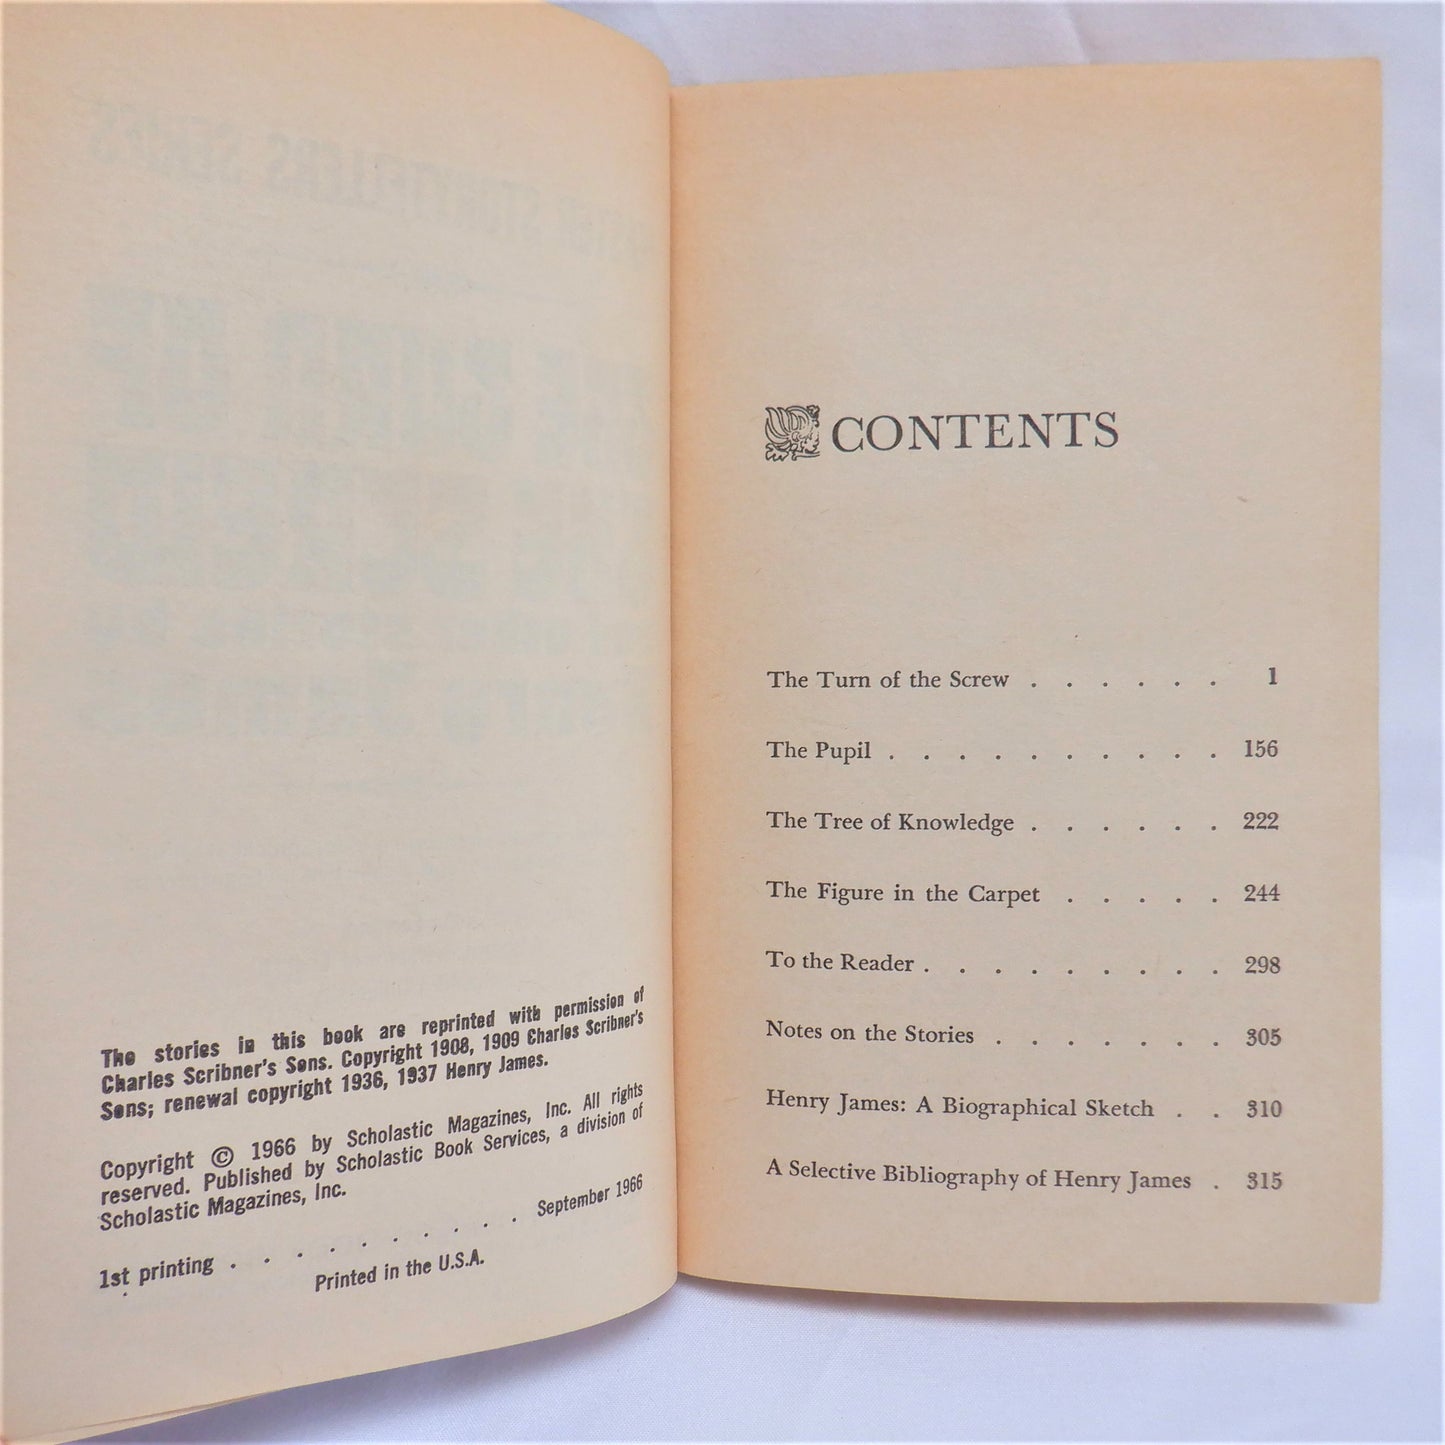 The stories in this book are reprinted with permission of
Charles Scribner's Sons. Copyright 1908, 1909 Charles Scribner's
Sons; renewal copyright 1936, 1937 Henry James.
Copyright © 1966 by Scholastic Magazines, Inc. All rights
reserved. Published by Scholastic Book Services, a division of
Scholastic Magazines, Inc.
1st printing . . . . . . . . . September 1966
Printed in the U.S.A.
CONTENTS
The Turn of the Screw . . . . . . 1
The Pupil . . . . . . . . . . 156
The Tree of Knowledge . . . . . . 222
The Figure in the Carpet . . . . . 244
To the Reader . . . . . . . . . 298
Notes on the Stories . . . . . . . 305
Henry James: A Biographical Sketch . . 310
A Selective Bibliography of Henry James . 315